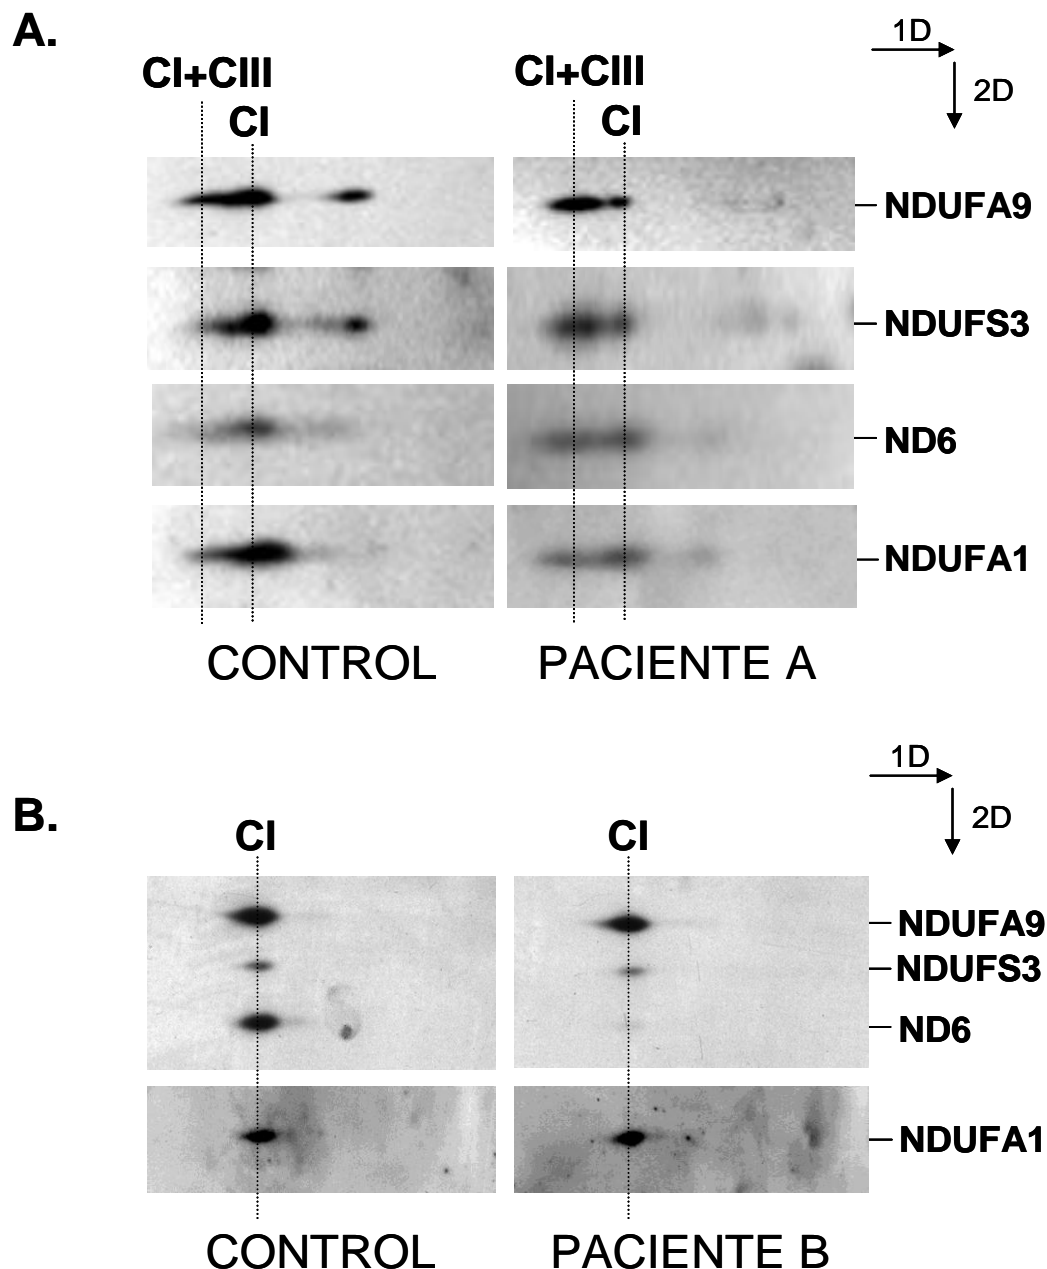 A.
1D
2D
CI+CIII
CI
CI+CIII
CI
NDUFA9
NDUFS3
ND6
NDUFA1
CONTROL
PACIENTE A
1D
2D
B.
CI
CI
NDUFA9
NDUFS3
ND6
NDUFA1
CONTROL
PACIENTE B